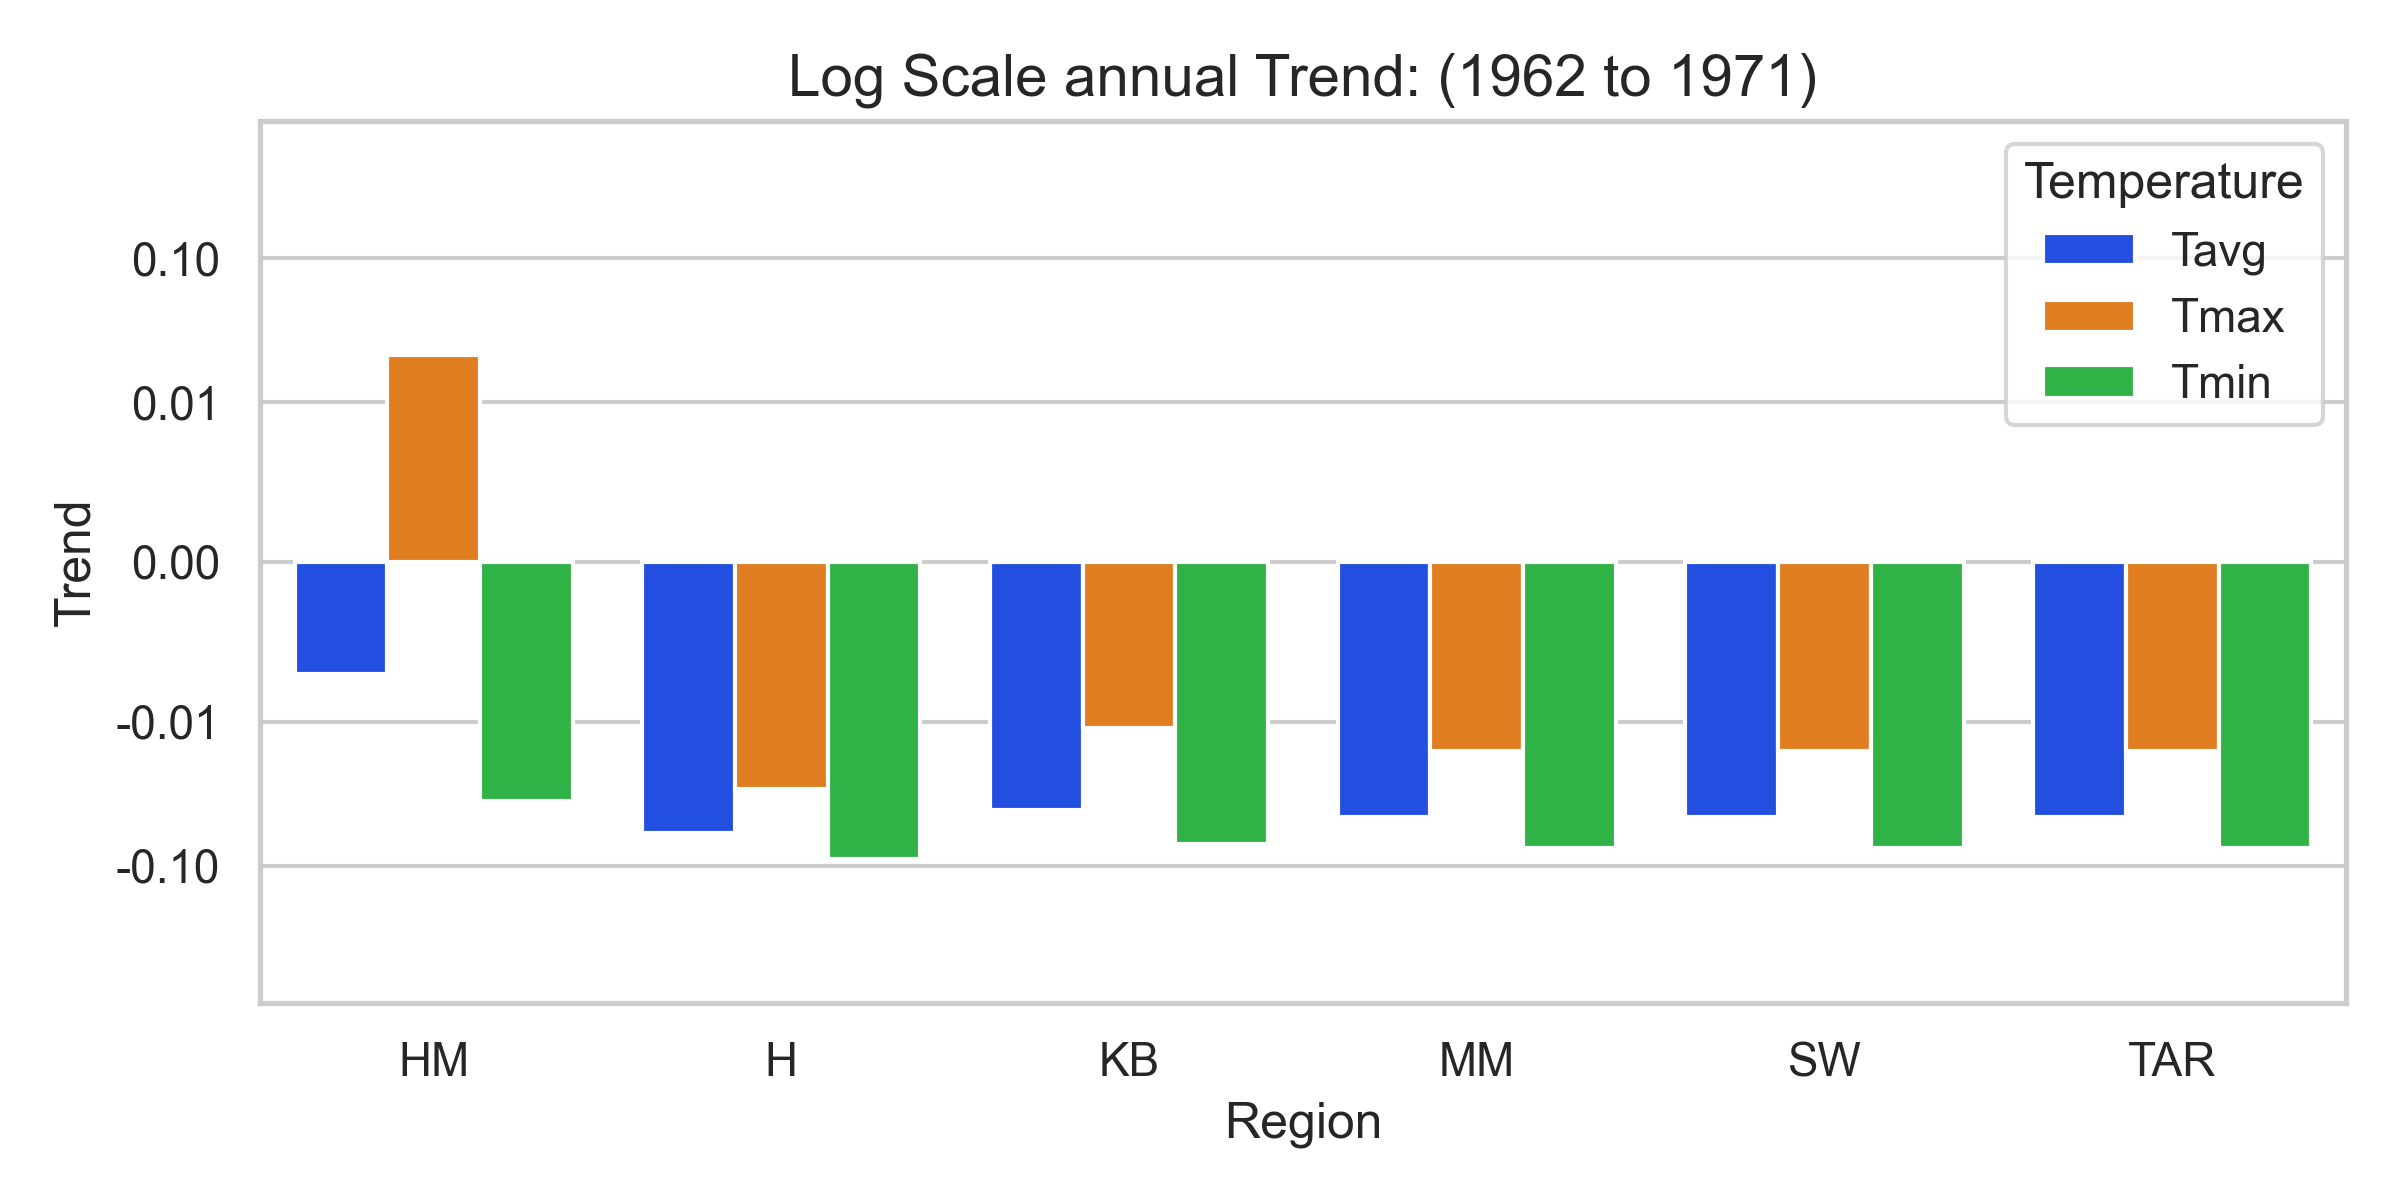 Log Scale annual Trend: (1962 to 1971)
Temperature
Tavg
Tmax
Tmin
0.10
0.01
0.00
-0.01
-0.10
Trend
HM H KB MM SW TAR
Region